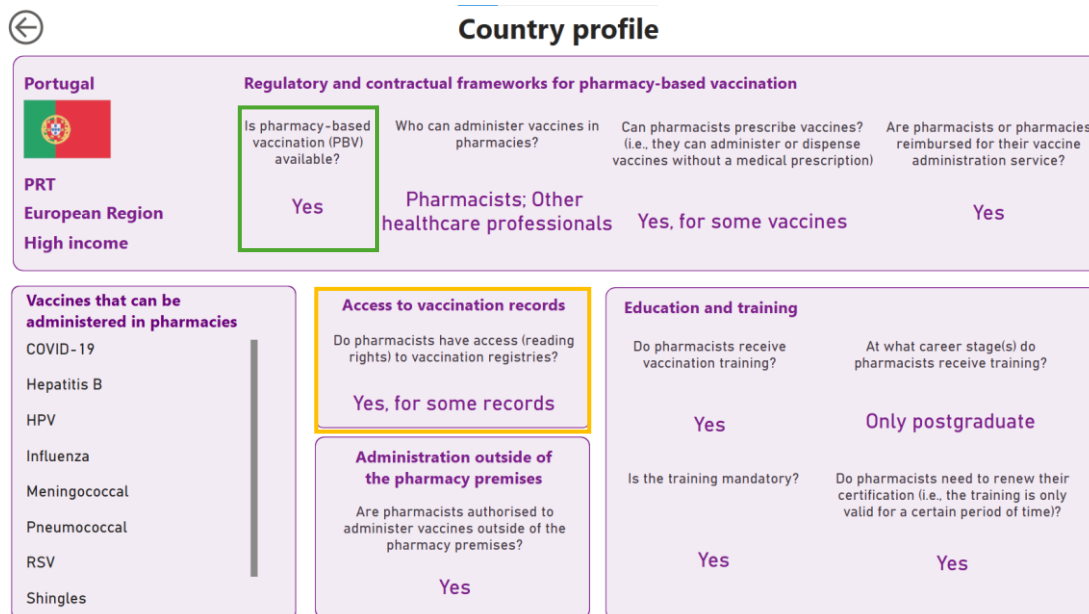 Country profile
Portugal
PRT
European Region
High income
Regulatory and contractual frameworks for pharmacy-based vaccination
Is pharmacy-based
vaccination (PBV)
available?
Yes
Who can administer vaccines in
pharmacies?
Pharmacists; Other
healthcare professionals
Can pharmacists prescribe vaccines?
(i.e., they can administer or dispense
vaccines without a medical prescription)
Yes, for some vaccines
Are pharmacists or pharmacies
reimbursed for their vaccine
administration service?
Yes
Vaccines that can be
administered in pharmacies
COVID-19
Hepatitis B
HPV
Influenza
Meningococcal
Pneumococcal
RSV
Shingles
Access to vaccination records
Do pharmacists have access (reading
rights) to vaccination registries?
Yes, for some records
Administration outside of
the pharmacy premises
Are pharmacists authorised to
administer vaccines outside of the
pharmacy premises?
Yes
Education and training
Do pharmacists receive
vaccination training?
Yes
At what career stage(s) do
pharmacists receive training?
Only postgraduate
Is the training mandatory?
Yes
Do pharmacists need to renew their
certification (i.e., the training is only
valid for a certain period of time)?
Yes